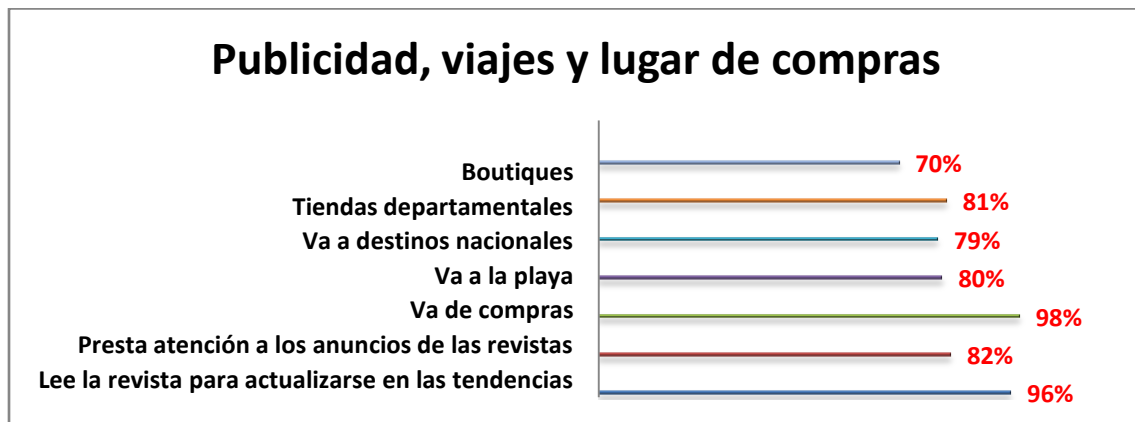 Publicidad, viajes y lugar de compras
Boutiques 70%
Tiendas departamentales 81%
Va a destinos nacionales 79%
Va a la playa 80%
Va de compras 98%
Presta atención a los anuncios de las revistas 82%
Lee la revista para actualizarse en las tendencias 96%